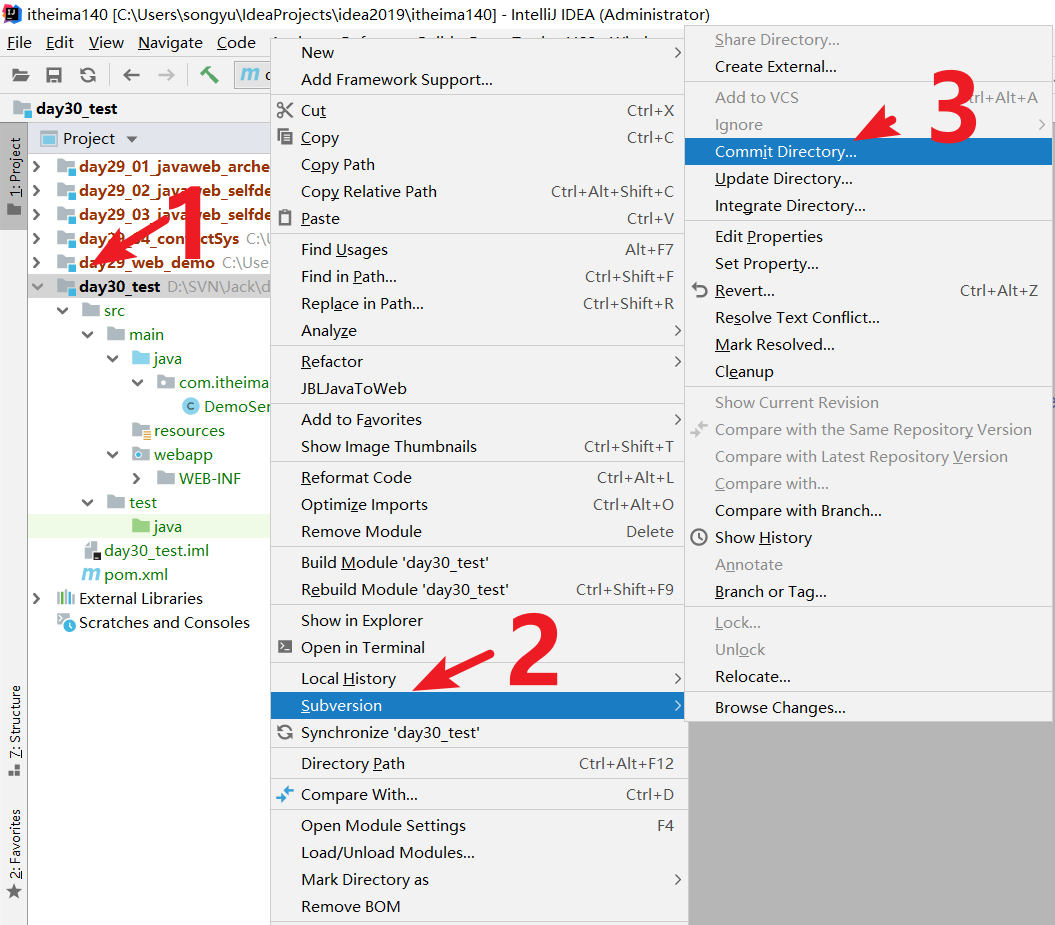 itheima140 [C:\Users\songyu\IdeaProjects\idea2019\itheima140] - IntelliJ IDEA (Administrator)
File Edit View Navigate Code
day30_test
Project
1: Project
day29_01_javaweb_arche
day29_02_javaweb_selfde
day29_03_javaweb_selfde
day29_04_contactSys C:\U
day29_web_demo C:\Use
day30_test D:\SVN\Jack\d
src
main
java
com.itheima
DemoSer
resources
webapp
WEB-INF
test
java
day30_test.iml
pom.xml
External Libraries
Scratches and Consoles
7: Structure
2: Favorites
1
New
Add Framework Support...
Cut Ctrl+X
Copy Ctrl+C
Copy Path
Copy Relative Path Ctrl+Alt+Shift+C
Paste Ctrl+V
Find Usages Alt+F7
Find in Path... Ctrl+Shift+F
Replace in Path... Ctrl+Shift+R
Analyze
Refactor
JBLJavaToWeb
Add to Favorites
Show Image Thumbnails Ctrl+Shift+T
Reformat Code Ctrl+Alt+L
Optimize Imports Ctrl+Alt+O
Remove Module Delete
Build Module 'day30_test'
Rebuild Module 'day30_test' Ctrl+Shift+F9
Show in Explorer
Open in Terminal
2
Local History
Subversion
Synchronize 'day30_test'
Directory Path Ctrl+Alt+F12
Compare With... Ctrl+D
Open Module Settings F4
Load/Unload Modules...
Mark Directory as
Remove BOM
Share Directory...
Create External...
Add to VCS trl+Alt+A
3
Ignore
Commit Directory...
Update Directory...
Integrate Directory...
Edit Properties
Set Property...
Revert... Ctrl+Alt+Z
Resolve Text Conflict...
Mark Resolved...
Cleanup
Show Current Revision
Compare with the Same Repository Version
Compare with Latest Repository Version
Compare with...
Compare with Branch...
Show History
Annotate
Branch or Tag...
Lock...
Unlock
Relocate...
Browse Changes...